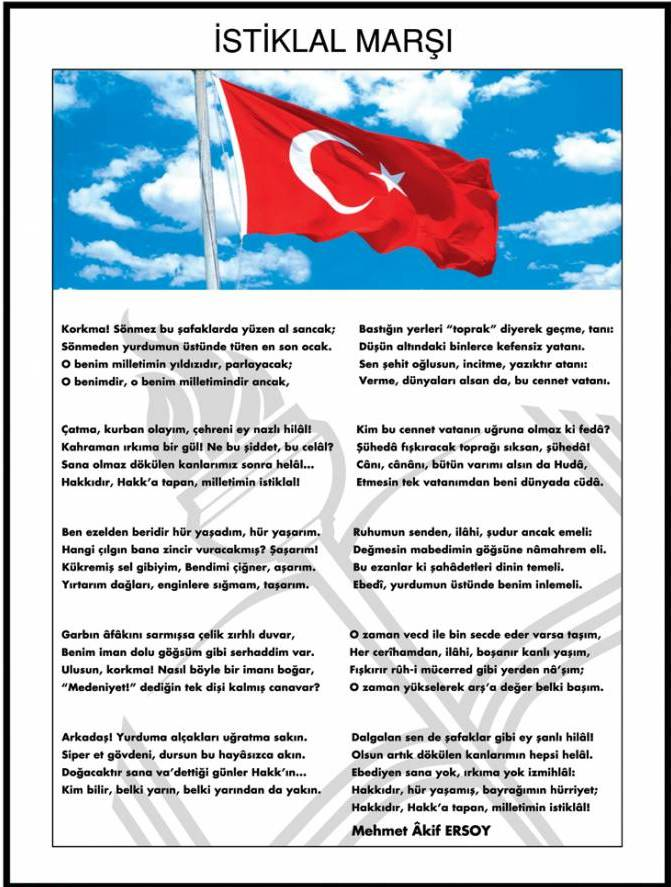 İSTİKLAL MARŞI
Korkma! Sönmez bu şafaklarda yüzen al sancak;
Sönmeden yurdumun üstünde tüten en son ocak.
O benim milletimin yıldızıdır, parlayacak;
O benimdir, o benim milletimindir ancak,
Çatma, kurban olayım, çehreni ey nazlı hilâl!
Kahraman ırkıma bir gül! Ne bu şiddet, bu celâl?
Sana olmaz dökülen kanlarımız sonra helâl...
Hakkıdır, Hakk'a tapan, milletimin istiklal!
Ben ezelden beridir hür yaşadım, hür yaşarım.
Hangi çılgın bana zincir vuracakmış? Şaşarım!
Kükremiş sel gibiyim, Bendimi çiğner, aşarım.
Yırtarım dağları, enginlere sığmam, taşarım.
Garbın âfâkını sarmışsa çelik zırhlı duvar,
Benim iman dolu göğsüm gibi serhaddim var.
Ulusun, korkma! Nasıl böyle bir imanı boğar,
“Medeniyet!” dediğin tek dişi kalmış canavar?
Arkadaş! Yurduma alçakları uğratma sakın.
Siper et gövdeni, dursun bu hayâsızca akın.
Doğacaktır sana va'dettiği günler Hakk'ın...
Kim bilir, belki yarın, belki yarından da yakın.
Bastığın yerleri “toprak” diyerek geçme, tanı:
Düşün altındaki binlerce kefensiz yatanı.
Sen şehit oğlusun, incitme, yazıktır atanı:
Verme, dünyaları alsan da, bu cennet vatanı.
Kim bu cennet vatanın uğruna olmaz ki fedâ?
Şühedâ fışkıracak toprağı sıksan, şühedâ!
Cânı, cânânı, bütün varımı alsın da Hudâ,
Etmesin tek vatanımdan beni dünyada cüdâ.
Ruhumun senden, ilâhi, şudur ancak emeli:
Değmesin mabedimin göğsüne nâmahrem eli.
Bu ezanlar ki şahâdetleri dinin temeli.
Ebedî, yurdumun üstünde benim inlemeli.
O zaman vecd ile bin secde eder varsa taşım,
Her cerîhamdan, ilâhi, boşanır kanlı yaşım,
Fışkırır rûh-i mücerred gibi yerden nâ'şım;
O zaman yükselerek arş'a değer belki başım.
Dalgalan sen de şafaklar gibi ey şanlı hilâl!
Olsun artık dökülen kanlarımın hepsi helâl.
Ebediyen sana yok, ırkıma yok izmihlâl:
Hakkıdır, hür yaşamış, bayrağımın hürriyet;
Hakkıdır, Hakk'a tapan, milletimin istiklâl!
Mehmet Âkif ERSOY